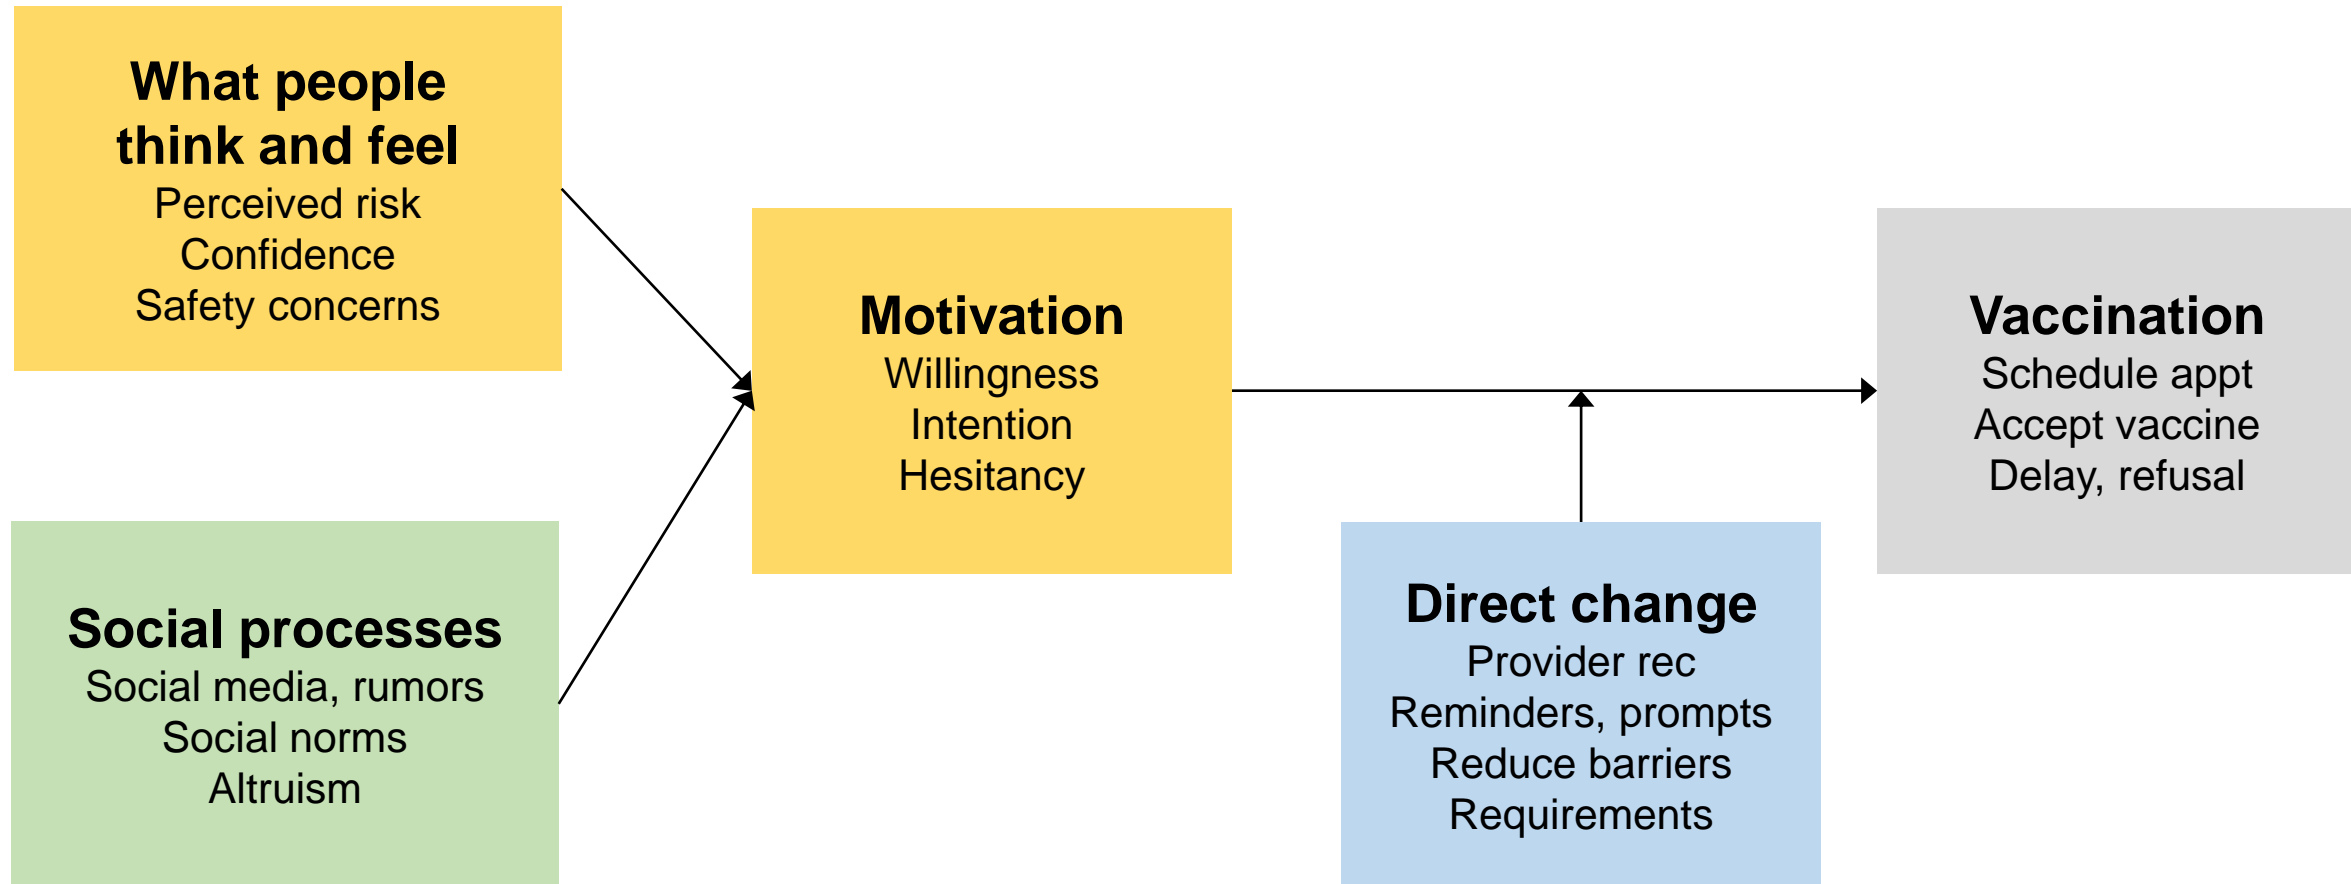 What people
think and feel
Perceived risk
Confidence
Safety concerns
Social processes
Social media, rumors
Social norms
Altruism
Motivation
Willingness
Intention
Hesitancy
Direct change
Provider rec
Reminders, prompts
Reduce barriers
Requirements
Vaccination
Schedule appt
Accept vaccine
Delay, refusal